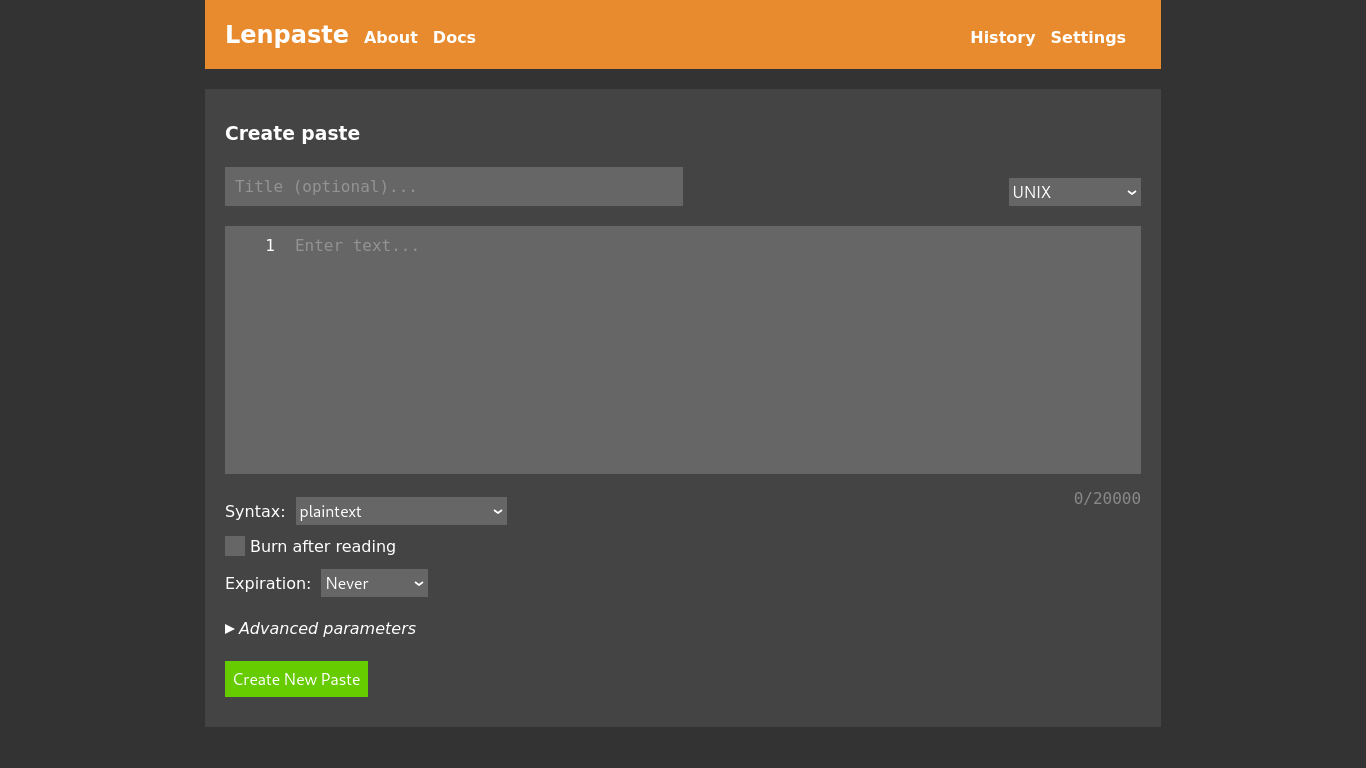 Lenpaste About Docs History Settings
Create paste
Title (optional)...
UNIX
1 Enter text...
0/20000
Syntax: plaintext
Burn after reading
Expiration: Never
Advanced parameters
Create New Paste